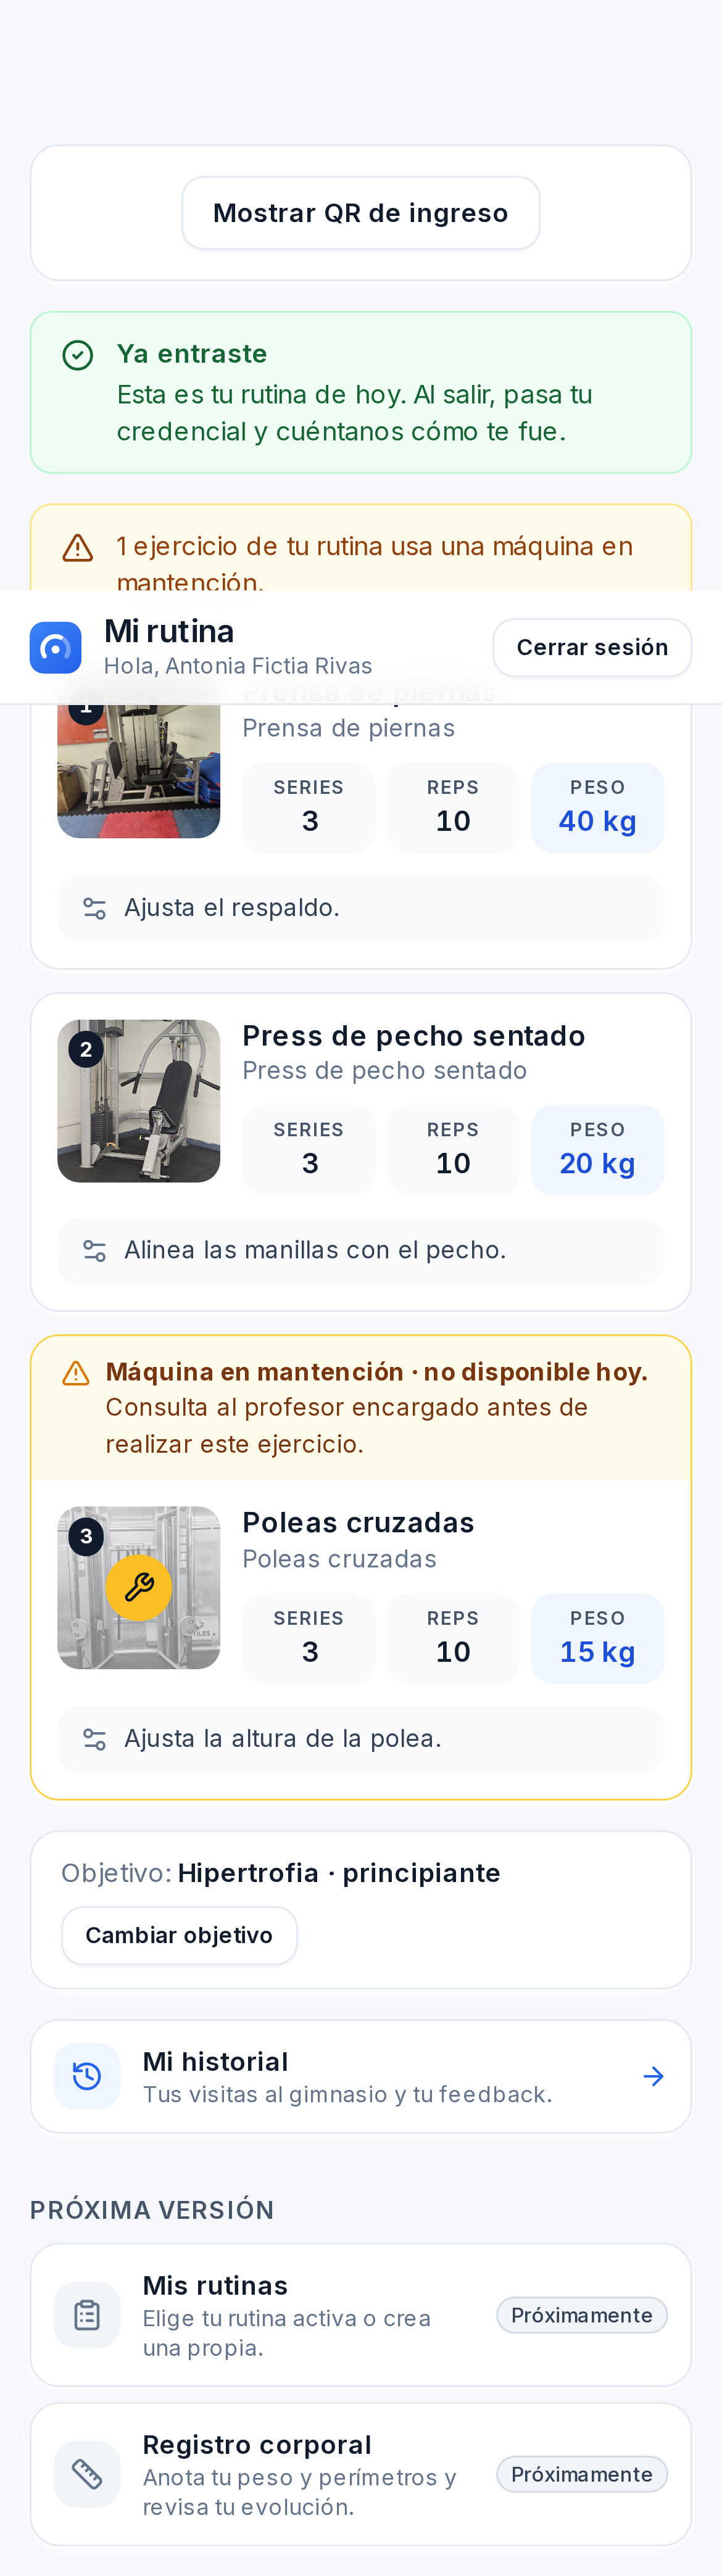 Mostrar QR de ingreso
Ya entraste
Esta es tu rutina de hoy. Al salir, pasa tu
credencial y cuéntanos cómo te fue.
1 ejercicio de tu rutina usa una máquina en
mantención.
Mi rutina
Hola, Antonia Fictia Rivas
Cerrar sesión
1
Prensa de piernas
Prensa de piernas
SERIES
3
REPS
10
PESO
40 kg
Ajusta el respaldo.
2
Press de pecho sentado
Press de pecho sentado
SERIES
3
REPS
10
PESO
20 kg
Alinea las manillas con el pecho.
Máquina en mantención · no disponible hoy.
Consulta al profesor encargado antes de
realizar este ejercicio.
3
Poleas cruzadas
Poleas cruzadas
SERIES
3
REPS
10
PESO
15 kg
Ajusta la altura de la polea.
Objetivo: Hipertrofia · principiante
Cambiar objetivo
Mi historial
Tus visitas al gimnasio y tu feedback.
PRÓXIMA VERSIÓN
Mis rutinas
Elige tu rutina activa o crea
una propia.
Próximamente
Registro corporal
Anota tu peso y perímetros y
revisa tu evolución.
Próximamente